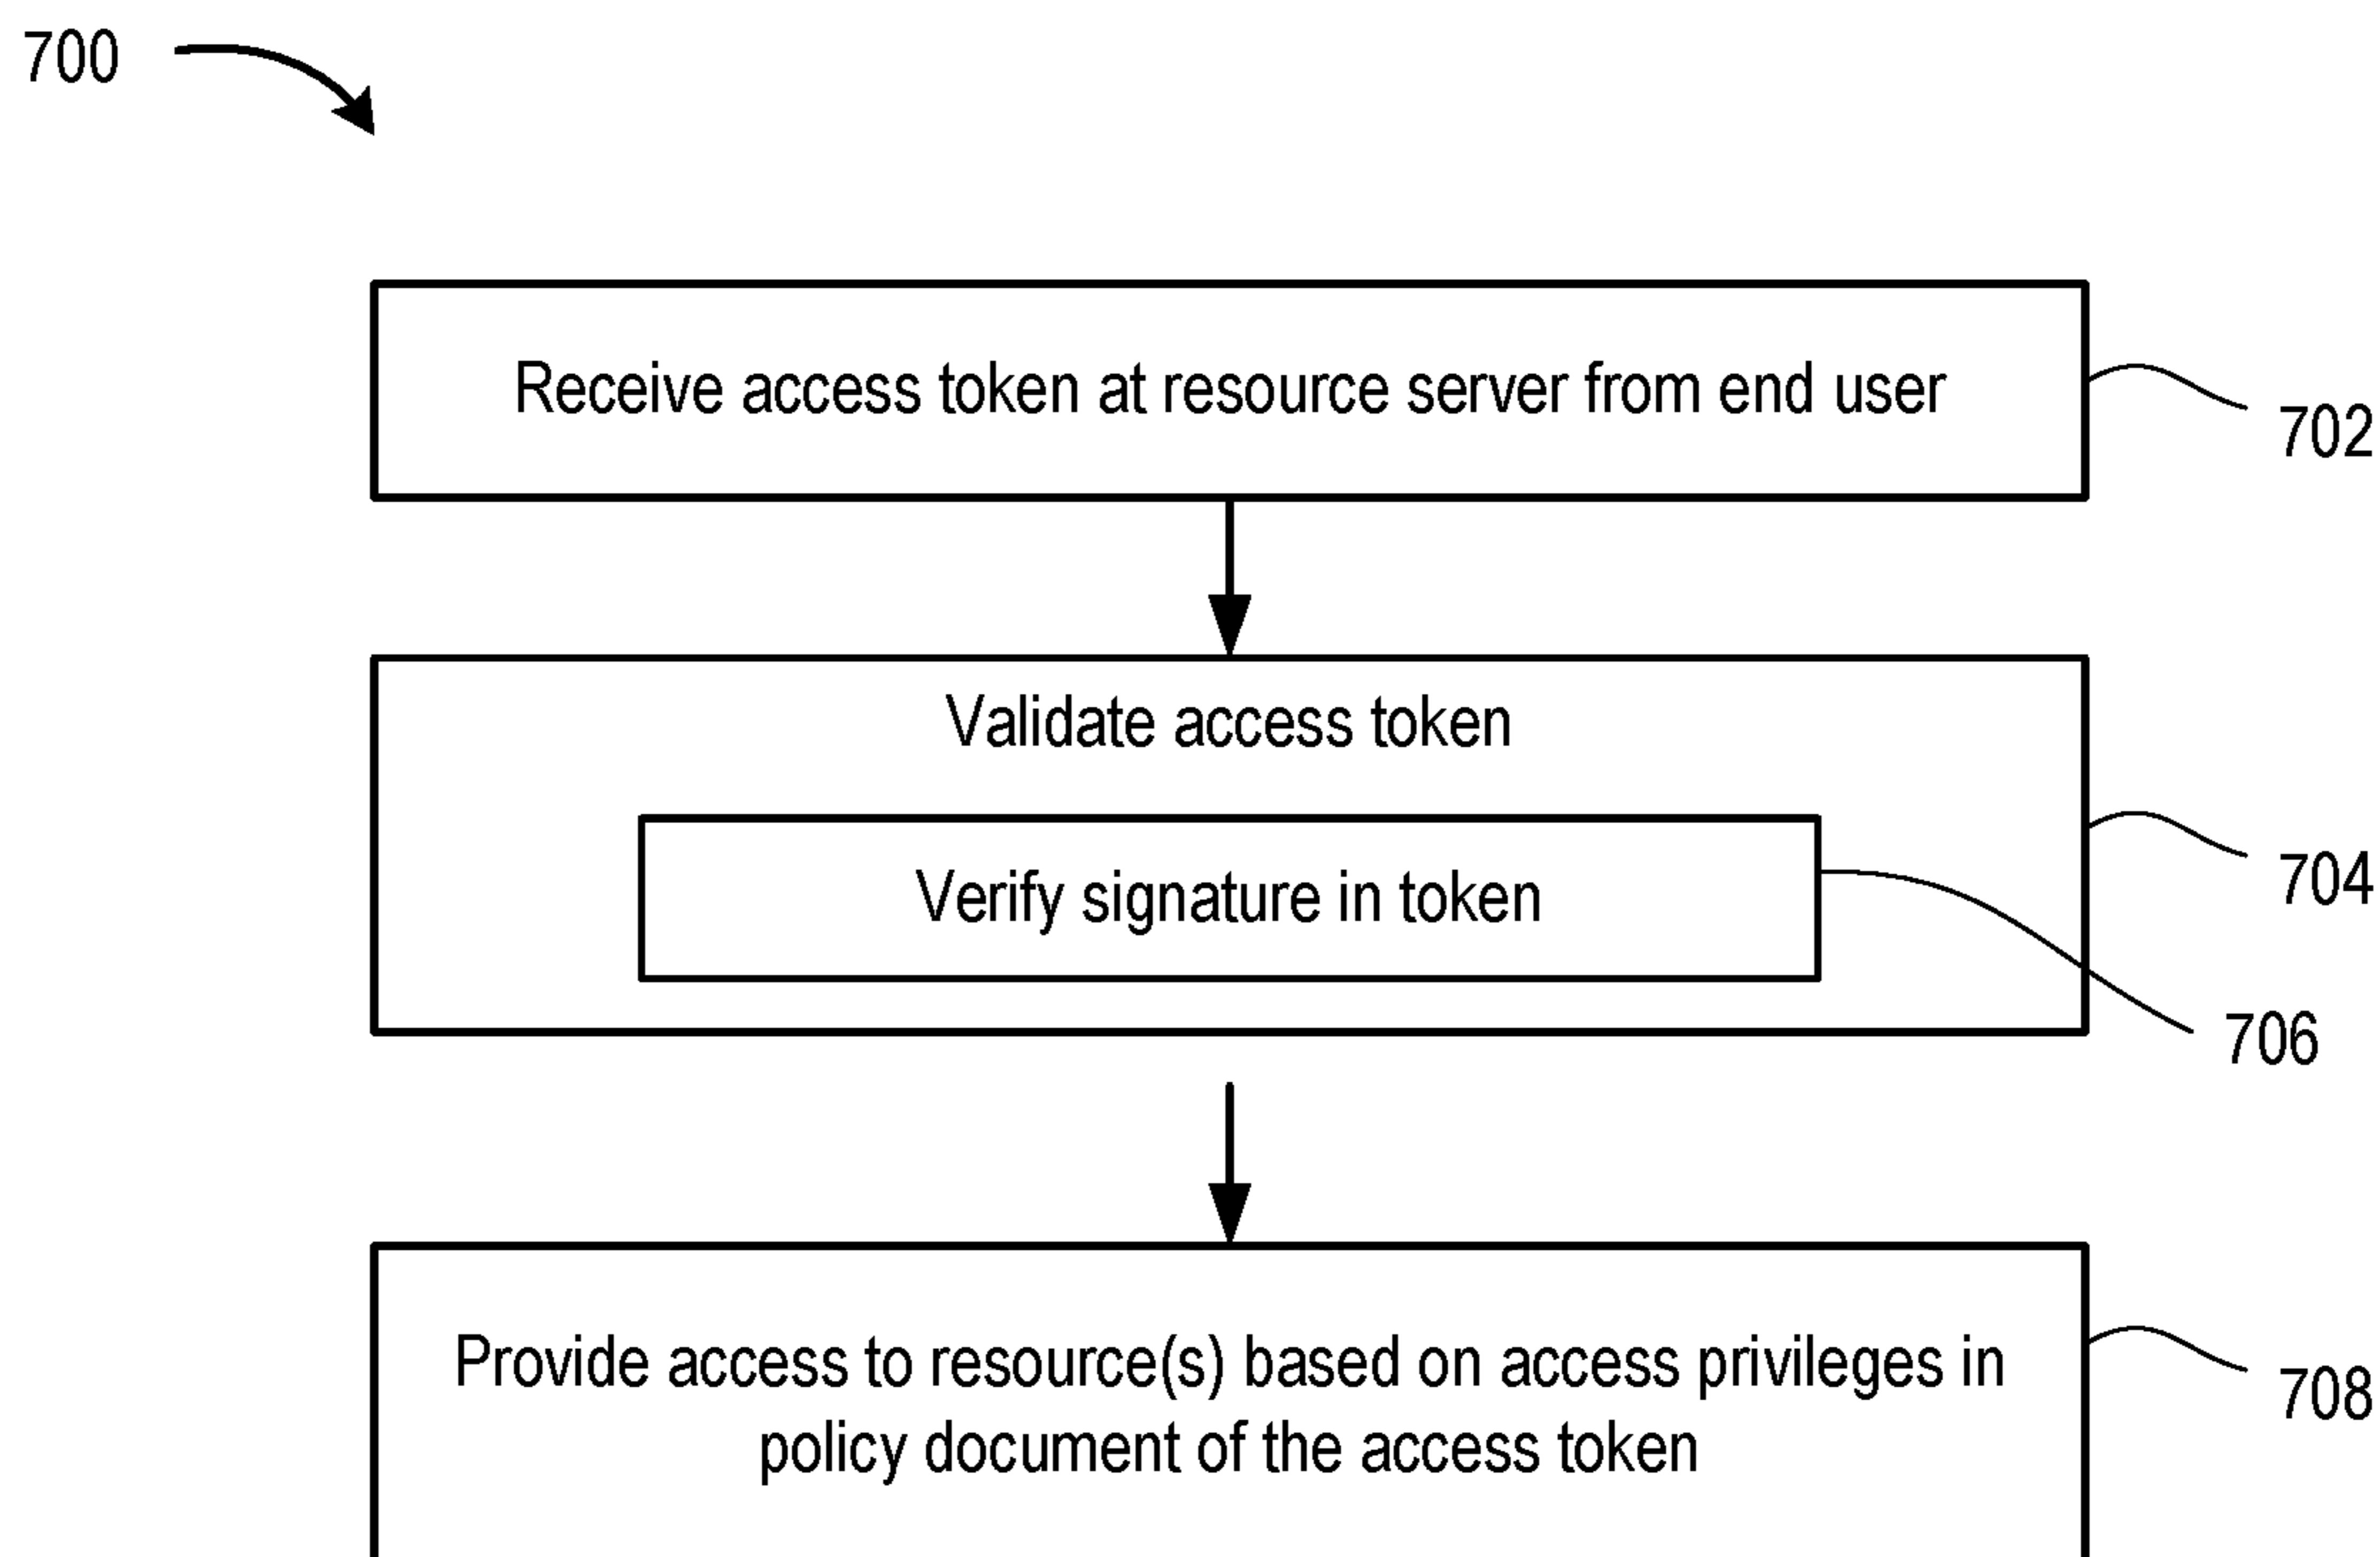 700
Receive access token at resource server from end user
702
Validate access token
Verify signature in token
704
706
Provide access to resource(s) based on access privileges in
policy document of the access token
708